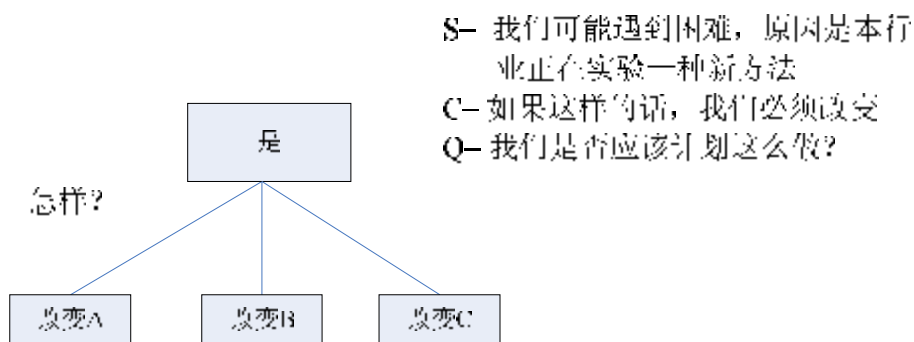 S– 我们可能遇到困难，原因是本行
业正在实验一种新方法
C– 如果这样的话，我们必须改变
Q– 我们是否应该计划这么做？
是
怎样？
改变A
改变B
改变C